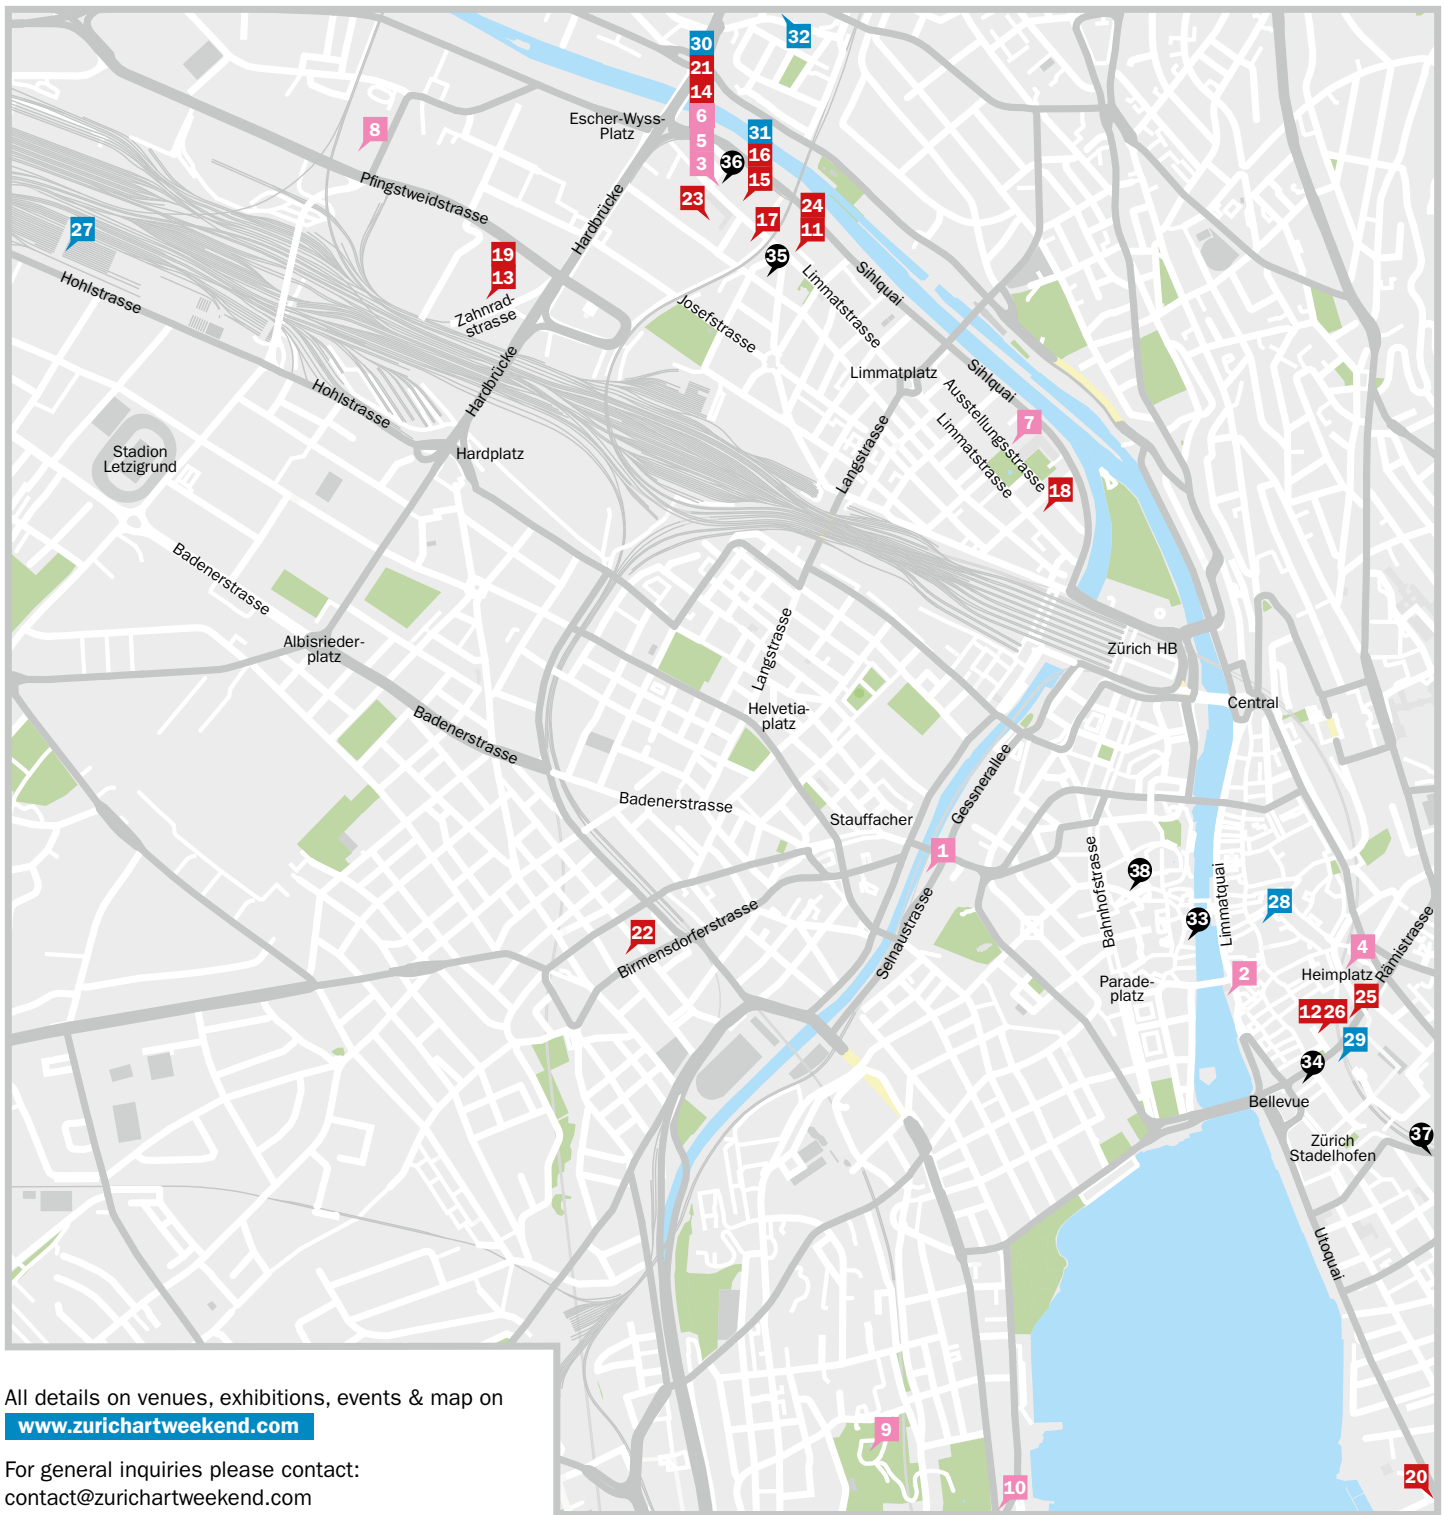 32
30
21
14
6
5
3
Escher-Wyss-
Platz
8
31
16
15
36
23
24
11
17
35
27
19
13
Pfingstweidstrasse
Hardbrücke
Sihlquai
Limmatstrasse
Hohlstrasse
Zahnrad-
strasse
Josefstrasse
Hardbrücke
Limmatplatz
Sihlquai
Hohlstrasse
Ausstellungsstrasse
7
Limmatstrasse
Langstrasse
Stadion
Letzigrund
Hardplatz
18
Badenerstrasse
Albisrieder-
platz
Langstrasse
Zürich HB
Helvetia-
platz
Central
Badenerstrasse
Badenerstrasse
Stauffacher
Gessnerallee
1
Bahnhofstrasse
38
Limmatquai
28
33
22
Birmensdorferstrasse
Selnaustrasse
4
Rämistrasse
Heimplatz
2
Parade-
platz
25
12
26
29
34
Bellevue
37
Zürich
Stadelhofen
Utoquai
9
10
20
All details on venues, exhibitions, events & map on
www.zurichartweekend.com
For general inquiries please contact:
contact@zurichartweekend.com